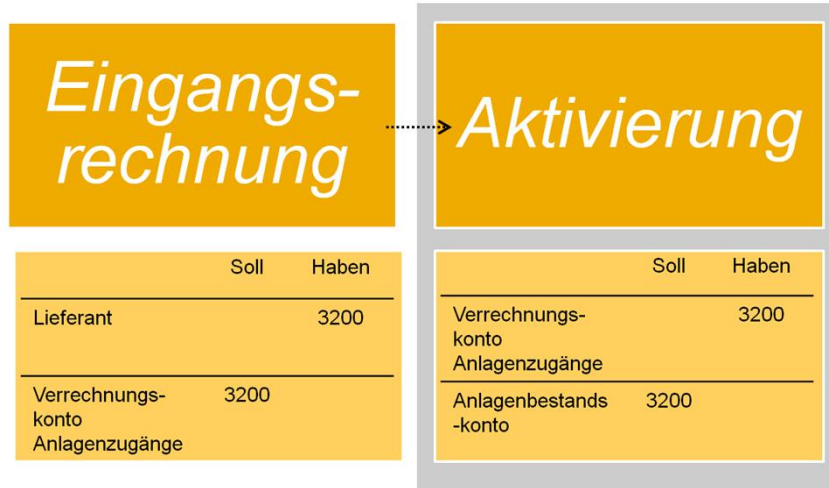 Eingangs-
rechnung
Aktivierung
Soll Haben
Lieferant 3200
Verrechnungs- 3200
konto
Anlagenzugänge
Soll Haben
Verrechnungs- 3200
konto
Anlagenzugänge
Anlagenbestands 3200
-konto